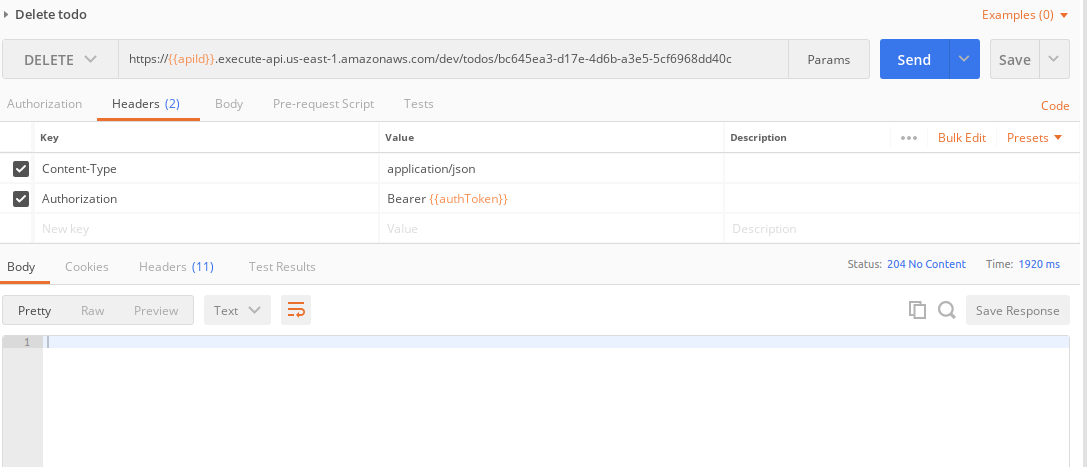 Delete todo
Examples (0)
DELETE
https://{{apiId}}.execute-api.us-east-1.amazonaws.com/dev/todos/bc645ea3-d17e-4d6b-a3e5-5cf6968dd40c
Params
Send
Save
Authorization Headers (2) Body Pre-request Script Tests
Code
Key Value Description ••• Bulk Edit Presets
Content-Type application/json
Authorization Bearer {{authToken}}
New key Value Description
Body Cookies Headers (11) Test Results
Status: 204 No Content Time: 1920 ms
Pretty Raw Preview Text
Save Response
1